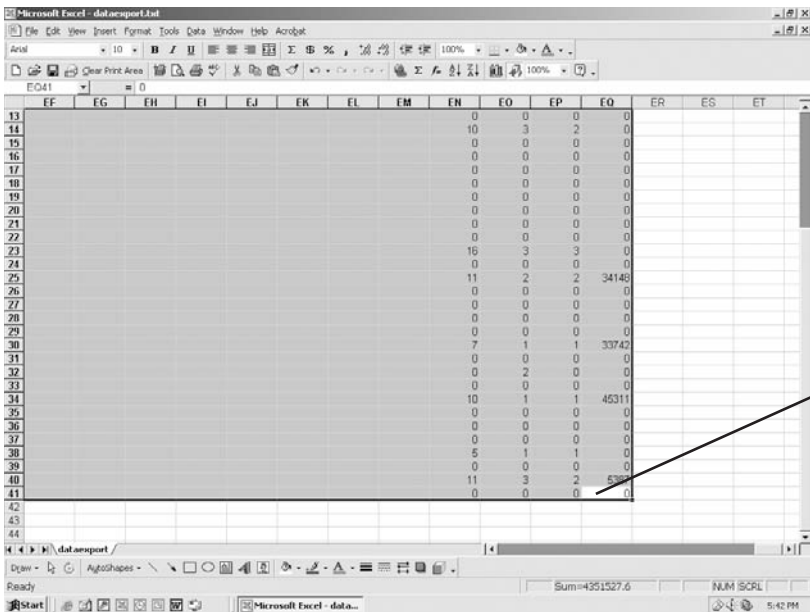 Microsoft Excel - dataexport.txt
File Edit View Insert Format Tools Data Window Help Acrobat
Arial 10 B I U Σ $ % , 100% A
Clear Print Area Σ 100%
EQ41 = 0
EF EG EH EI EJ EK EL EM EN EO EP EQ ER ES ET
13 0 0 0 0
14 10 3 2 0
15 0 0 0 0
16 0 0 0 0
17 0 0 0 0
18 0 0 0 0
19 0 0 0 0
20 0 0 0 0
21 0 0 0 0
22 0 0 0 0
23 16 3 3 0
24 0 0 0 0
25 11 2 2 34148
26 0 0 0 0
27 0 0 0 0
28 0 0 0 0
29 0 0 0 0
30 7 1 1 33742
31 0 0 0 0
32 0 2 0 0
33 0 0 0 0
34 10 1 1 45311
35 0 0 0 0
36 0 0 0 0
37 0 0 0 0
38 5 1 1 0
39 0 0 0 0
40 11 3 2
41 0 0 0 0
42
43
44
dataexport
Draw AutoShapes A
Ready Sum=4351527.6 NUM SCRL
Start Microsoft Excel - data... 5:42 PM